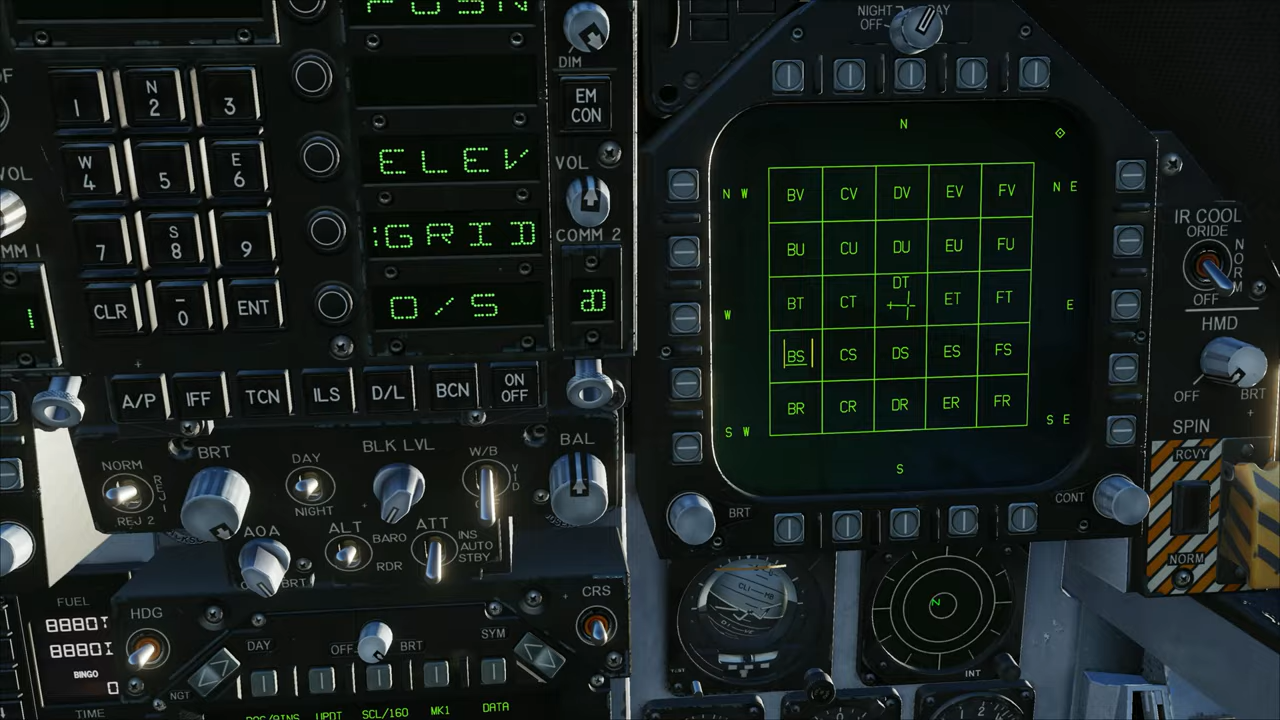 POSN
DIM
EM
CON
ELEV
VOL
:GRID
COMM 2
O/S
1
N
2
3
W
4
5
E
6
7
S
8
9
CLR
–
0
ENT
A/P
IFF
TCN
ILS
D/L
BCN
ON
OFF
NORM
REJ 2
BRT
DAY
NIGHT
BLK LVL
W/B
VID
BAL
AOA
BRT
ALT
BARO
RDR
ATT
INS
AUTO
STBY
FUEL
BINGO
0
TIME
HDG
NGT
DAY
OFF
BRT
SYM
CRS
UPDT
SCL/160
MK1
DATA
NIGHT
DAY
OFF
N
N W
BV CV DV EV FV
N E
BU CU DU EU FU
W
BT CT DT ET FT
E
BS CS DS ES FS
S W
BR CR DR ER FR
S E
S
BRT
CONT
IR COOL
ORIDE
NORM
OFF
HMD
OFF
BRT
SPIN
RCVY
NORM
N
INT